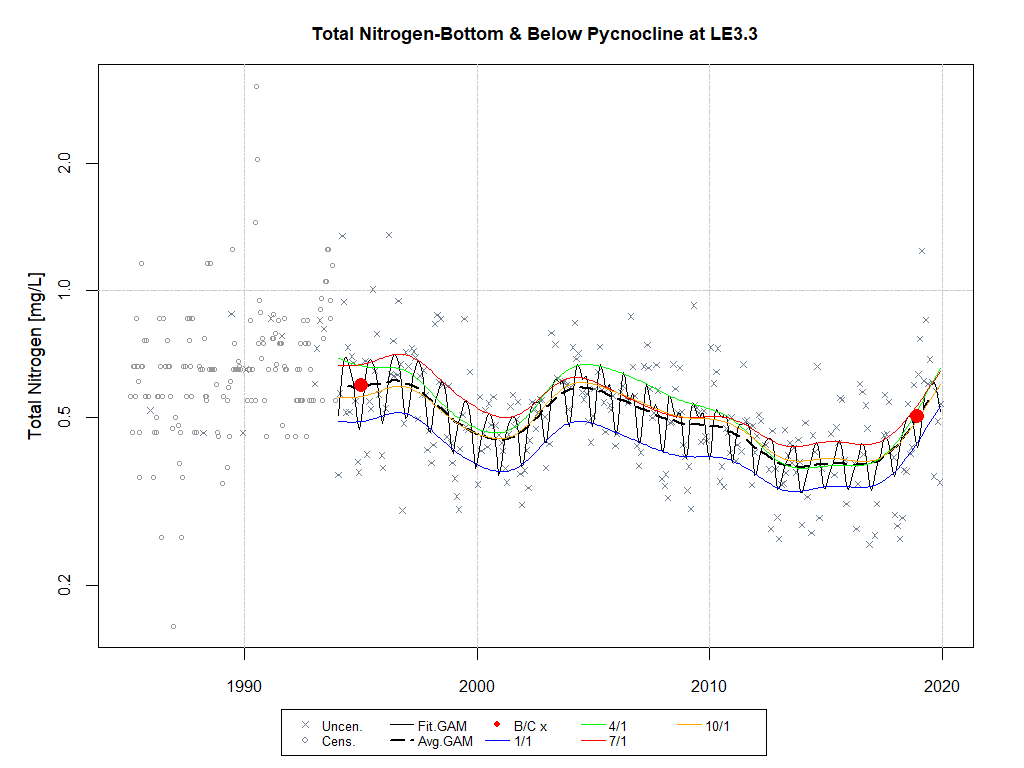 Total Nitrogen-Bottom & Below Pycnocline at LE3.3
Total Nitrogen [mg/L]
2.0
1.0
0.5
0.2
1990 2000 2010 2020
Uncen. Fit.GAM B/C x 4/1 10/1
Cens. Avg.GAM 1/1 7/1